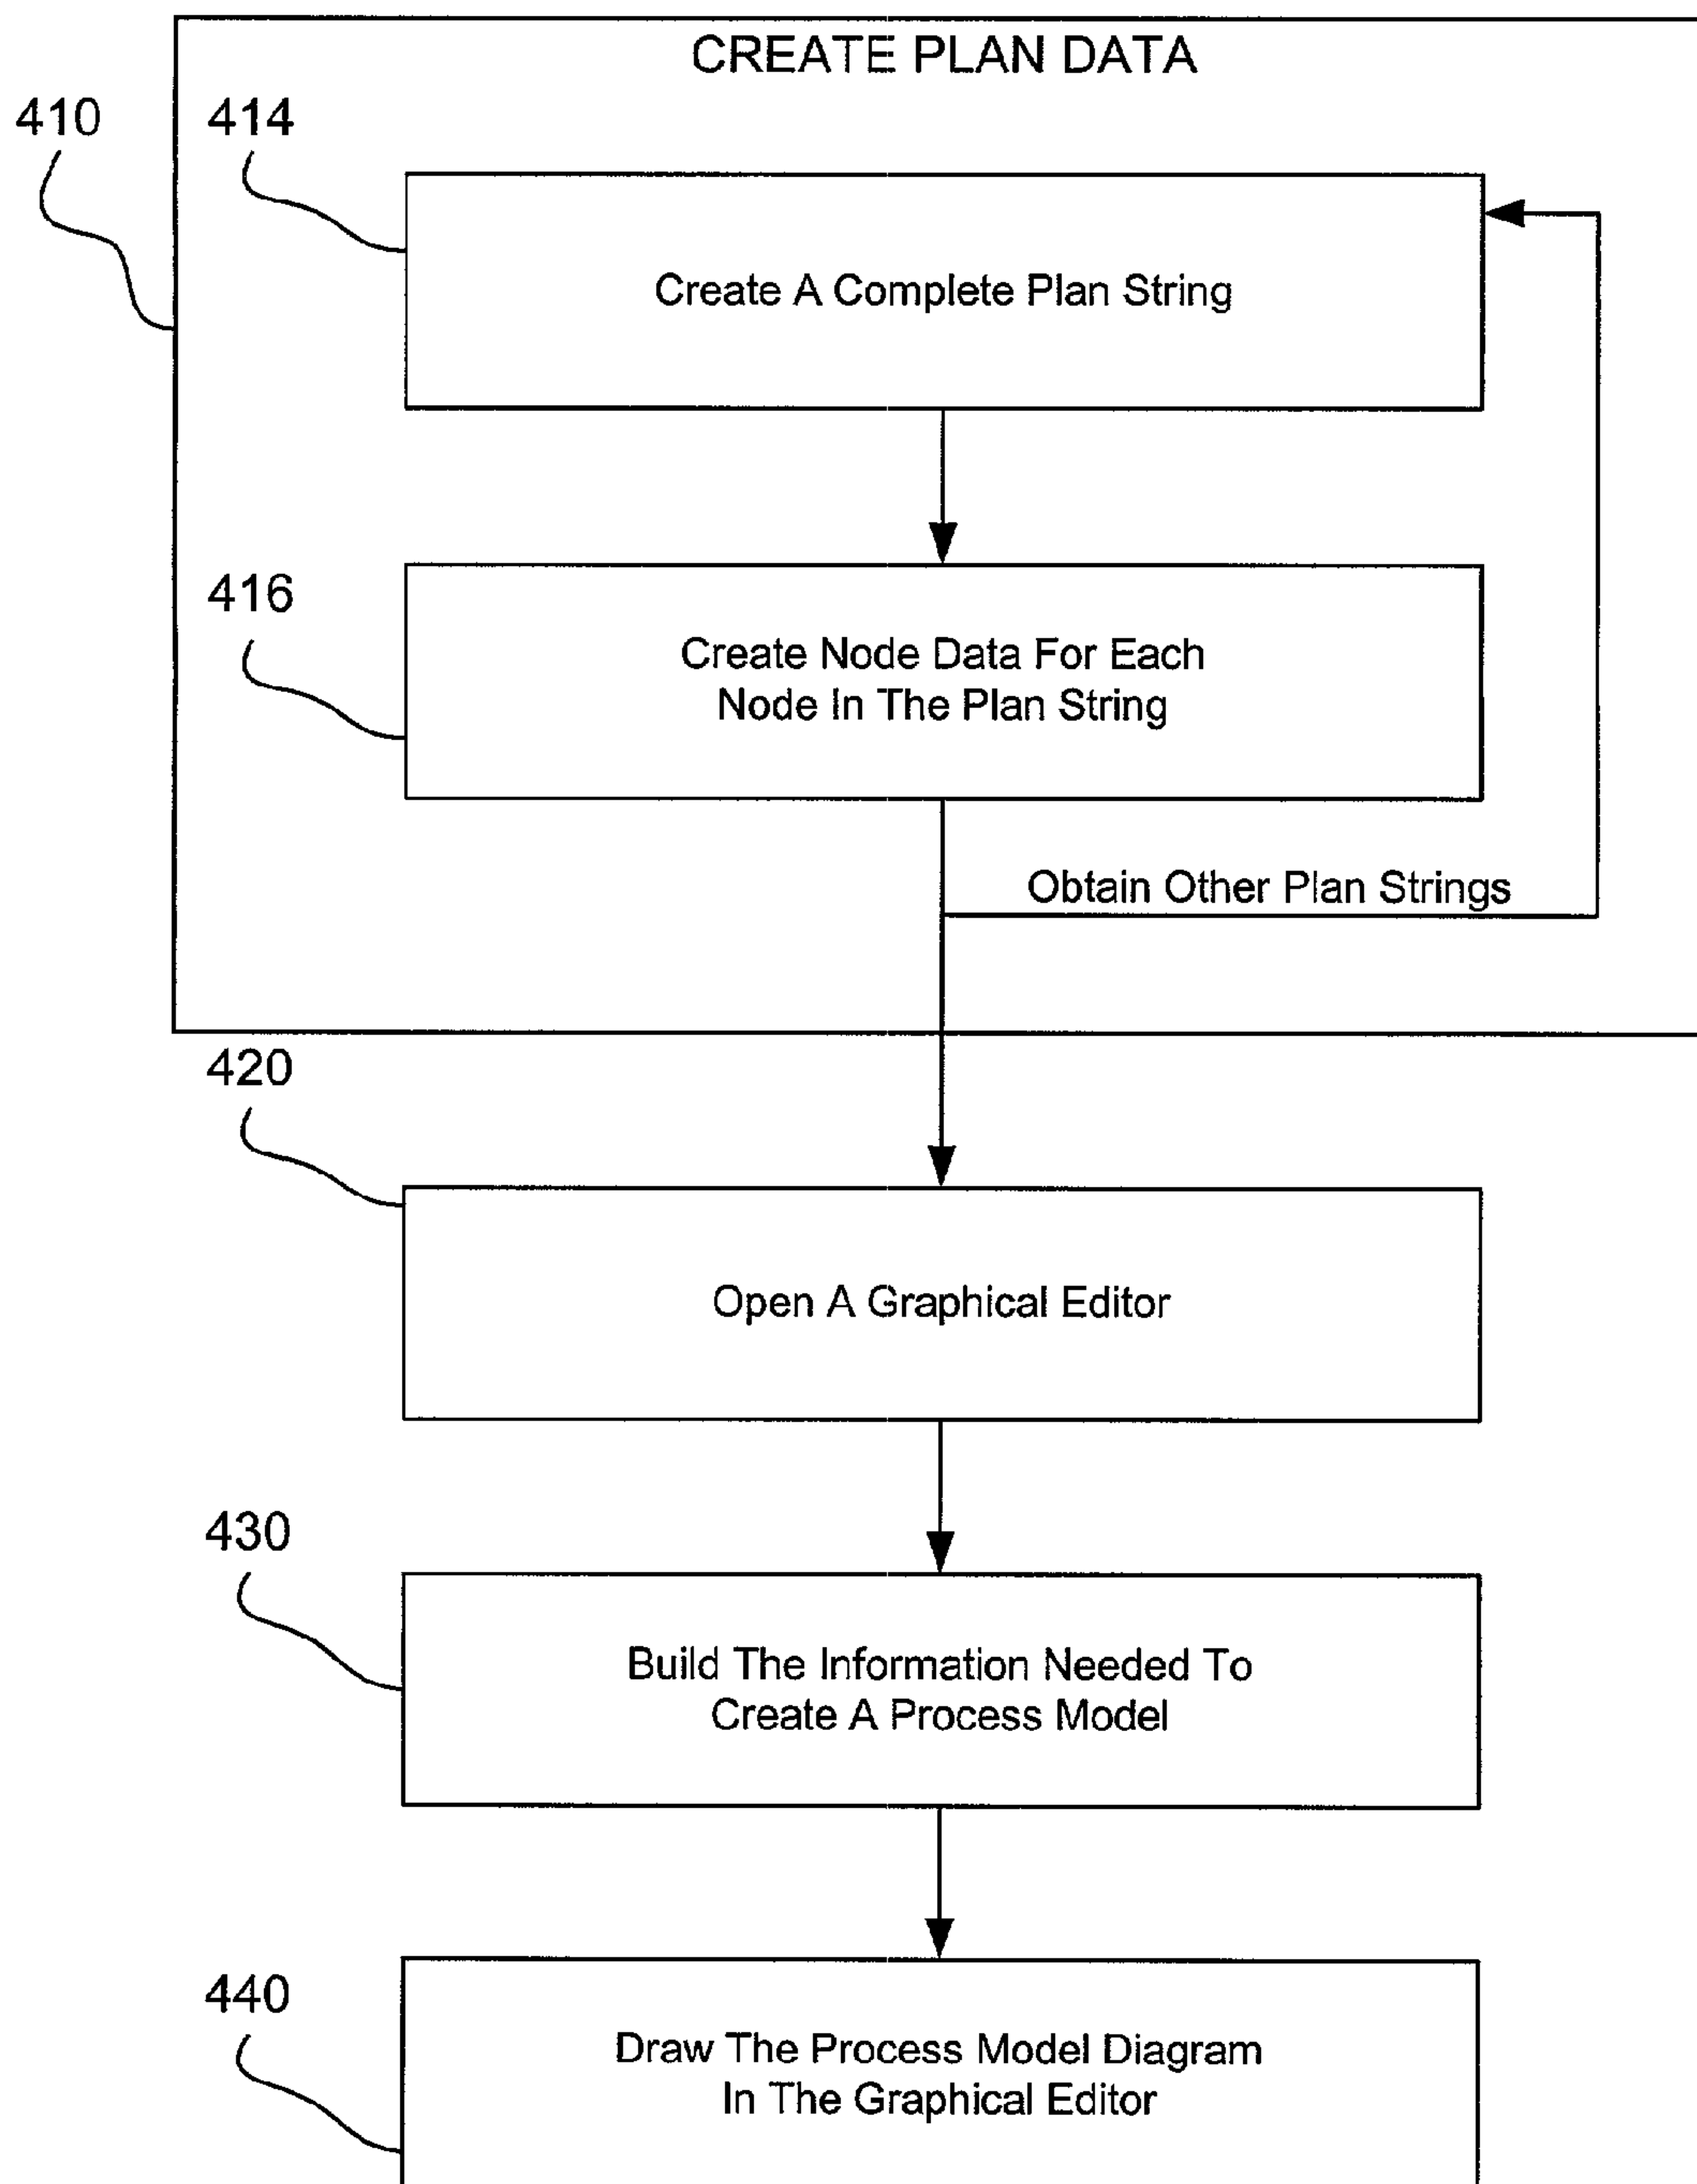 CREATE PLAN DATA
410
414
Create A Complete Plan String
416
Create Node Data For Each
Node In The Plan String
Obtain Other Plan Strings
420
Open A Graphical Editor
430
Build The Information Needed To
Create A Process Model
440
Draw The Process Model Diagram
In The Graphical Editor